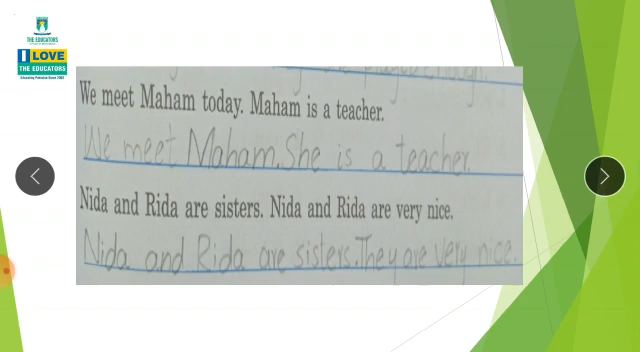 THE EDUCATORS
I LOVE
THE EDUCATORS
We meet Maham today. Maham is a teacher.
We meet Maham. She is a teacher.
Nida and Rida are sisters. Nida and Rida are very nice.
Nida and Rida are sisters. They are very nice.